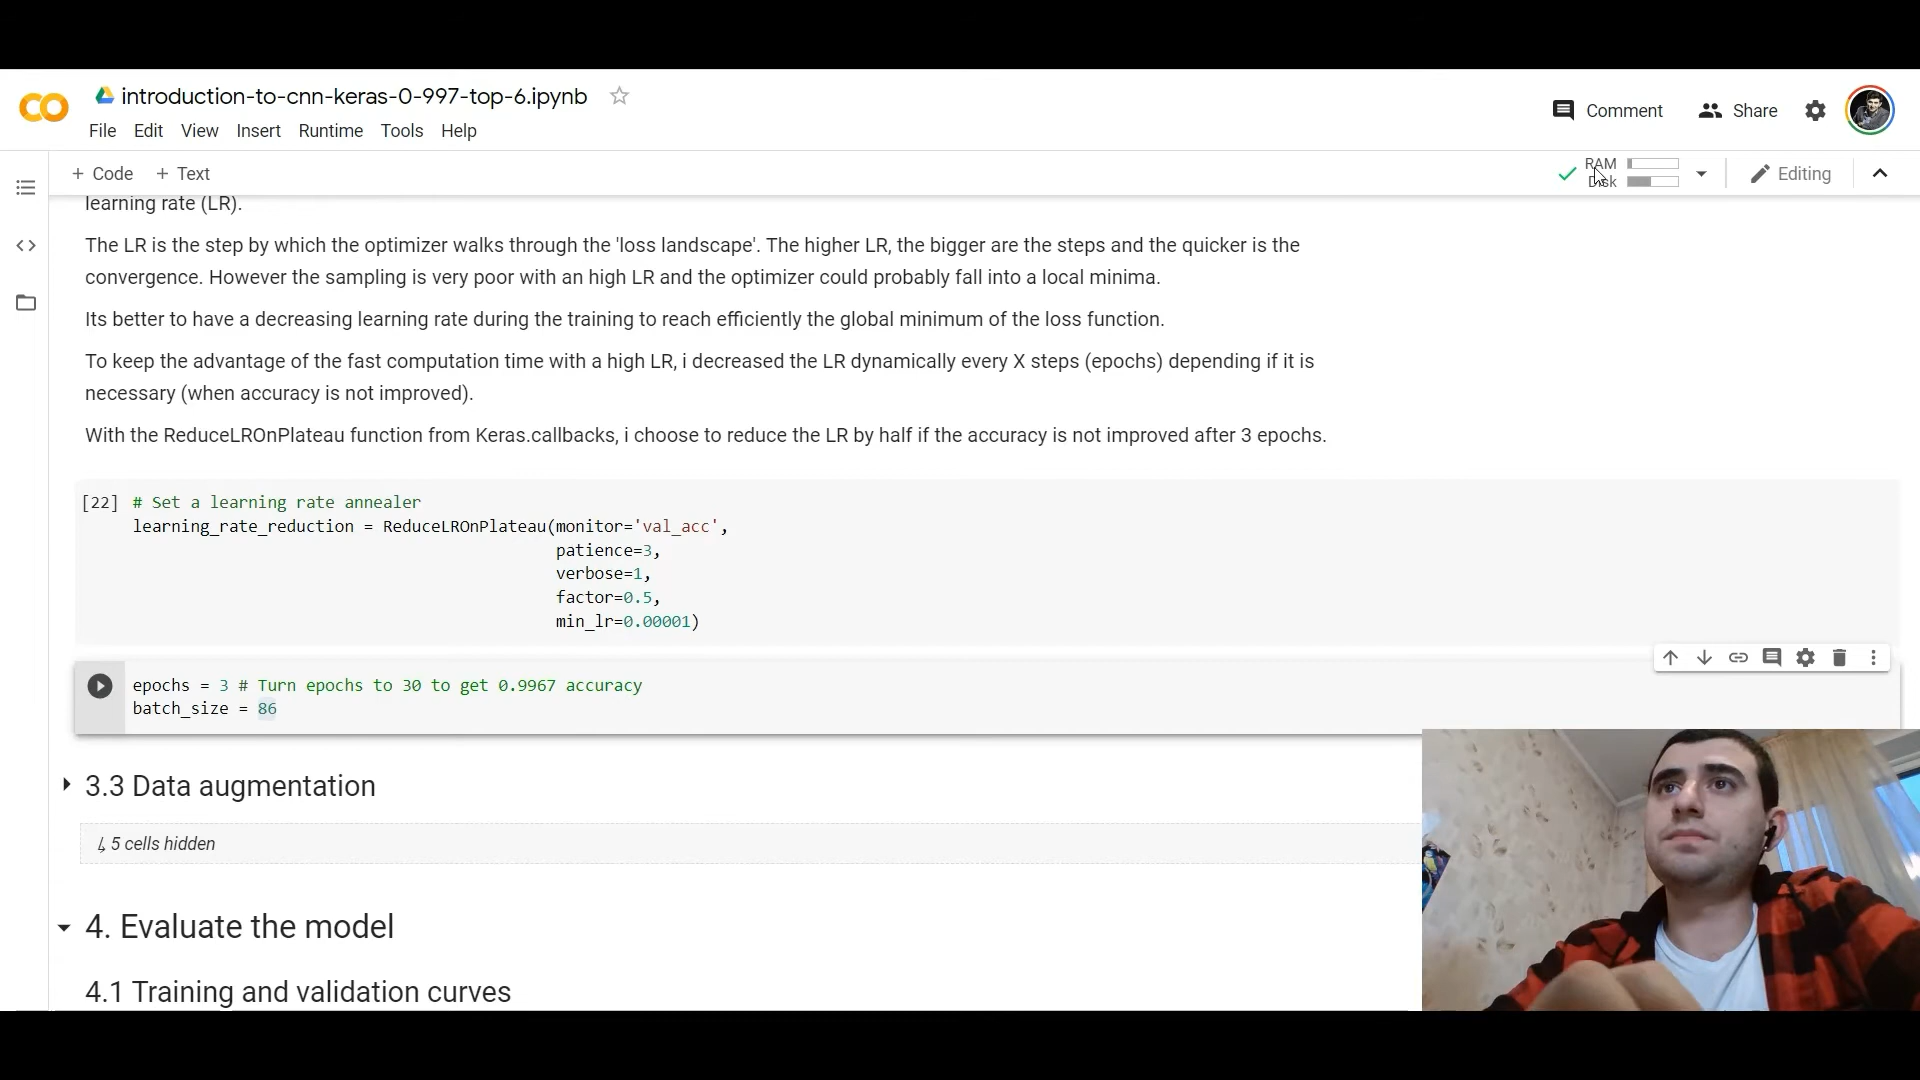 introduction-to-cnn-keras-0-997-top-6.ipynb
Comment
Share
File Edit View Insert Runtime Tools Help
+ Code + Text
RAM
Disk
Editing
learning rate (LR).
The LR is the step by which the optimizer walks through the 'loss landscape'. The higher LR, the bigger are the steps and the quicker is the
convergence. However the sampling is very poor with an high LR and the optimizer could probably fall into a local minima.
Its better to have a decreasing learning rate during the training to reach efficiently the global minimum of the loss function.
To keep the advantage of the fast computation time with a high LR, i decreased the LR dynamically every X steps (epochs) depending if it is
necessary (when accuracy is not improved).
With the ReduceLROnPlateau function from Keras.callbacks, i choose to reduce the LR by half if the accuracy is not improved after 3 epochs.
[22] # Set a learning rate annealer
learning_rate_reduction = ReduceLROnPlateau(monitor='val_acc',
patience=3,
verbose=1,
factor=0.5,
min_lr=0.00001)
epochs = 3 # Turn epochs to 30 to get 0.9967 accuracy
batch_size = 86
3.3 Data augmentation
5 cells hidden
4. Evaluate the model
4.1 Training and validation curves